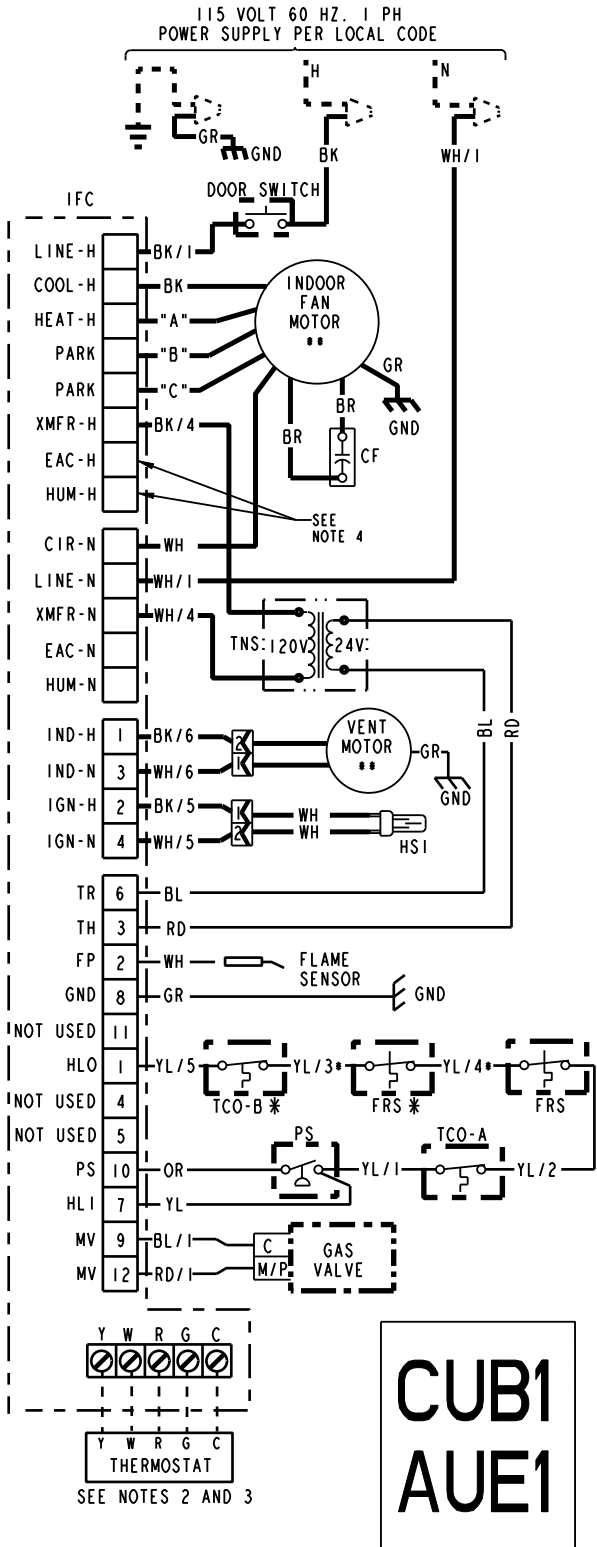 115 VOLT 60 HZ. 1 PH
POWER SUPPLY PER LOCAL CODE
H
N
GR
GND
BK
WH/1
DOOR SWITCH
IFC
LINE-H
BK/1
COOL-H
BK
HEAT-H
"A"
PARK
"B"
PARK
"C"
INDOOR
FAN
MOTOR
**
GR
GND
XMFR-H
BK/4
BR
BR
CF
EAC-H
HUM-H
SEE
NOTE 4
CIR-N
WH
LINE-N
WH/1
XMFR-N
WH/4
TNS
120V
24V
EAC-N
HUM-N
BL
RD
IND-H
1
BK/6
2
IND-N
3
WH/6
1
VENT
MOTOR
**
GR
GND
IGN-H
2
BK/5
1
WH
IGN-N
4
WH/5
2
WH
HSI
TR
6
BL
TH
3
RD
FP
2
WH
FLAME
SENSOR
GND
8
GR
GND
NOT USED
11
HLO
1
YL/5
YL/3*
YL/4*
TCO-B *
FRS *
FRS
NOT USED
4
NOT USED
5
PS
TCO-A
PS
10
OR
YL/1
YL/2
HLI
7
YL
MV
9
BL/1
C
MV
12
RD/1
M/P
GAS
VALVE
Y W R G C
Y W R G C
THERMOSTAT
SEE NOTES 2 AND 3
CUB1
AUE1